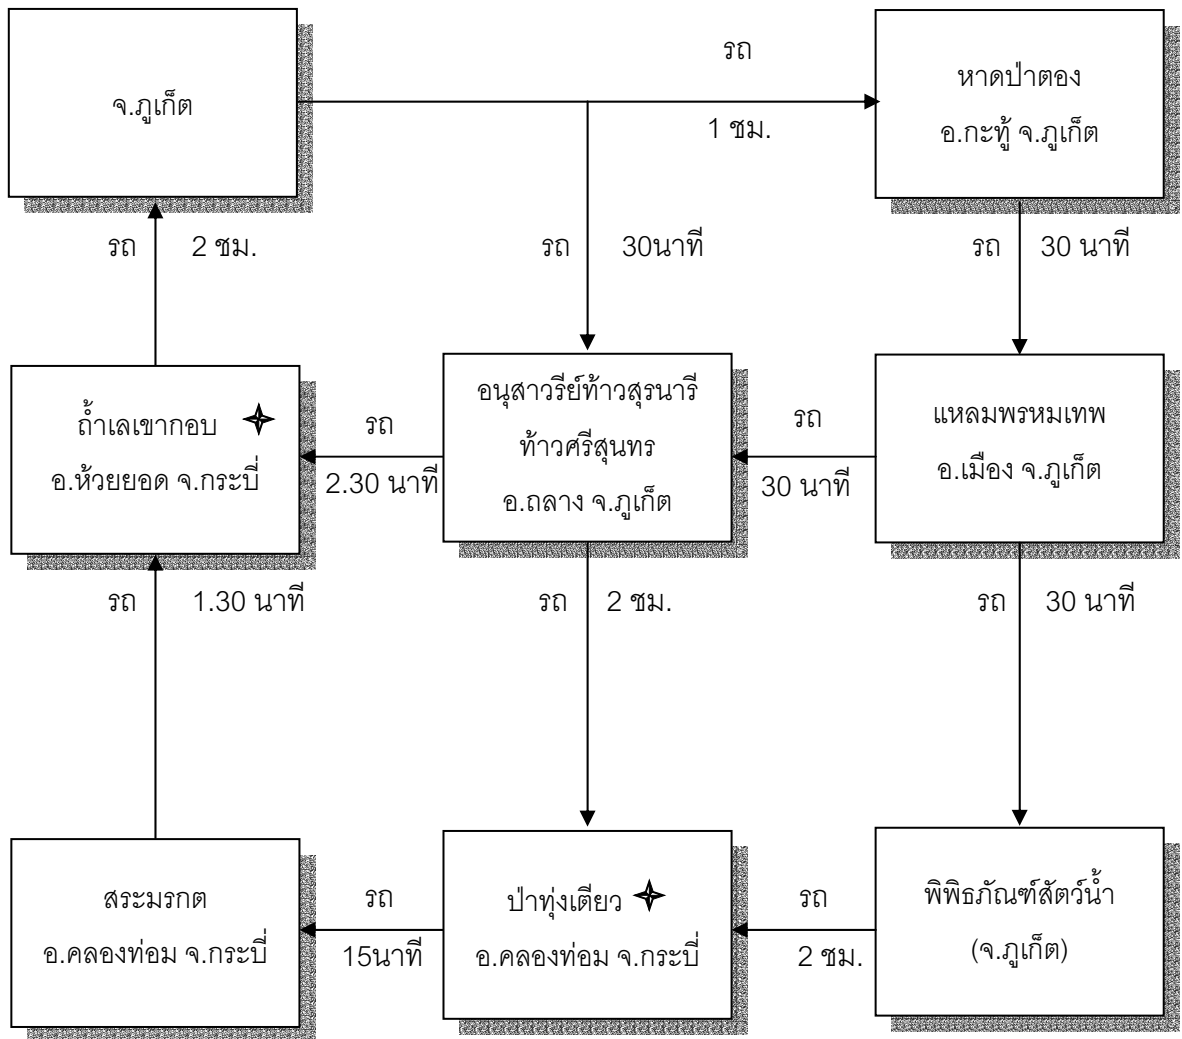 จ.ภูเก็ต
รถ
1 ชม.
หาดป่าตอง
อ.กะทู้ จ.ภูเก็ต
รถ 2 ชม.
รถ 30นาที
รถ 30 นาที
ถ้ำเลเขากอบ
อ.ห้วยยอด จ.กระบี่
รถ
2.30 นาที
อนุสาวรีย์ท้าวสุรนารี
ท้าวศรีสุนทร
อ.ถลาง จ.ภูเก็ต
รถ
30 นาที
แหลมพรหมเทพ
อ.เมือง จ.ภูเก็ต
รถ 1.30 นาที
รถ 2 ชม.
รถ 30 นาที
สระมรกต
อ.คลองท่อม จ.กระบี่
รถ
15นาที
ป่าทุ่งเตียว
อ.คลองท่อม จ.กระบี่
รถ
2 ชม.
พิพิธภัณฑ์สัตว์น้ำ
(จ.ภูเก็ต)